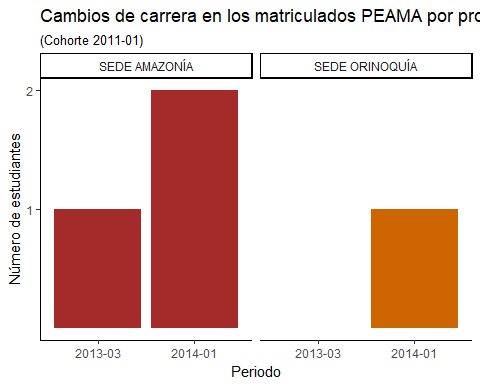 Cambios de carrera en los matriculados PEAMA por pro
(Cohorte 2011-01)
SEDE AMAZONÍA
SEDE ORINOQUÍA
2
1
Número de estudiantes
2013-03
2014-01
2013-03
2014-01
Periodo